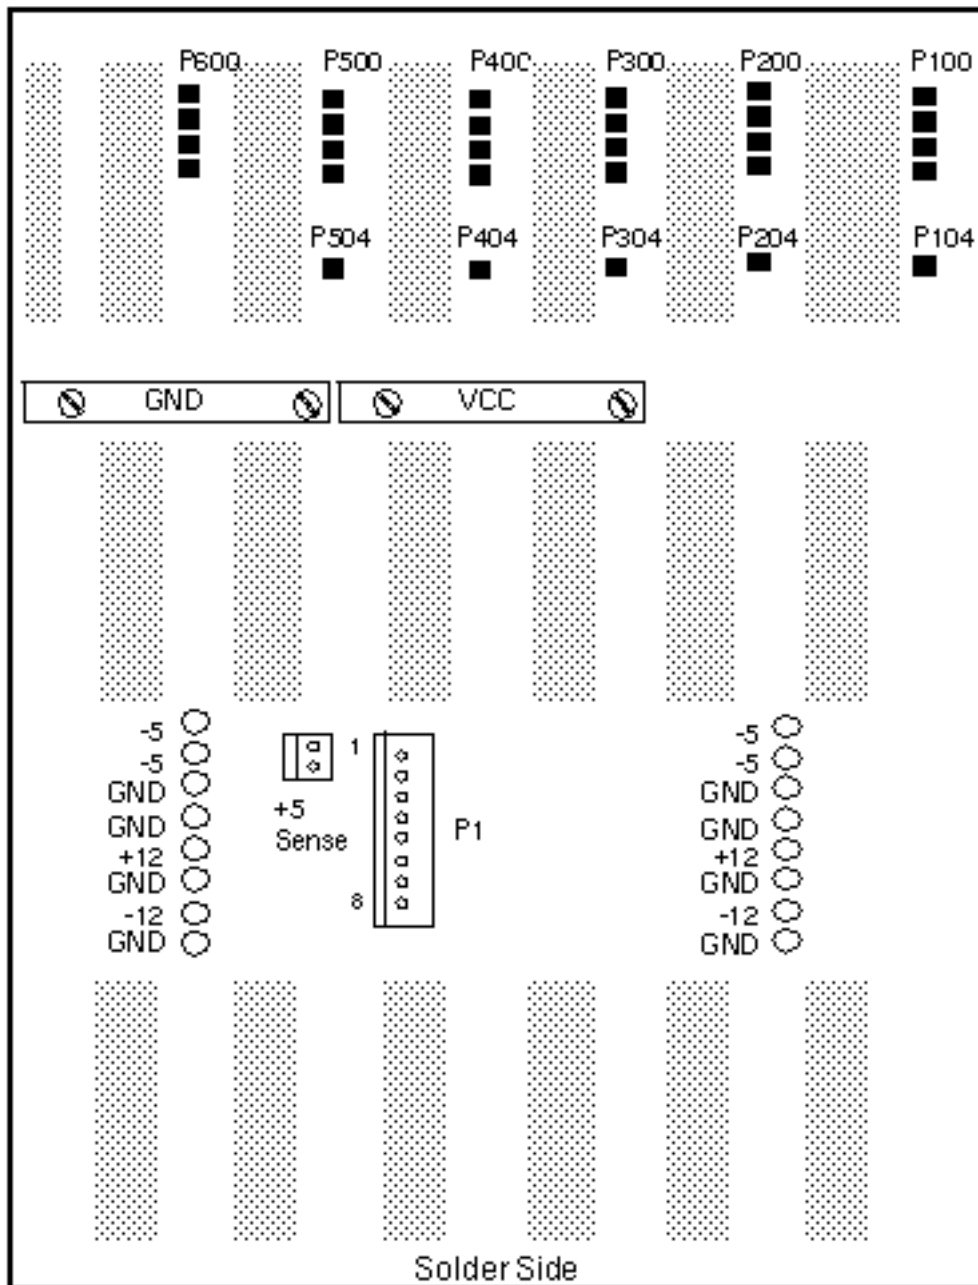 P600 P500 P400 P300 P200 P100
P504 P404 P304 P204 P104
GND VCC
-5
-5
GND
GND
+12
GND
-12
GND
+5
Sense
1
8
P1
-5
-5
GND
GND
+12
GND
-12
GND
Solder Side